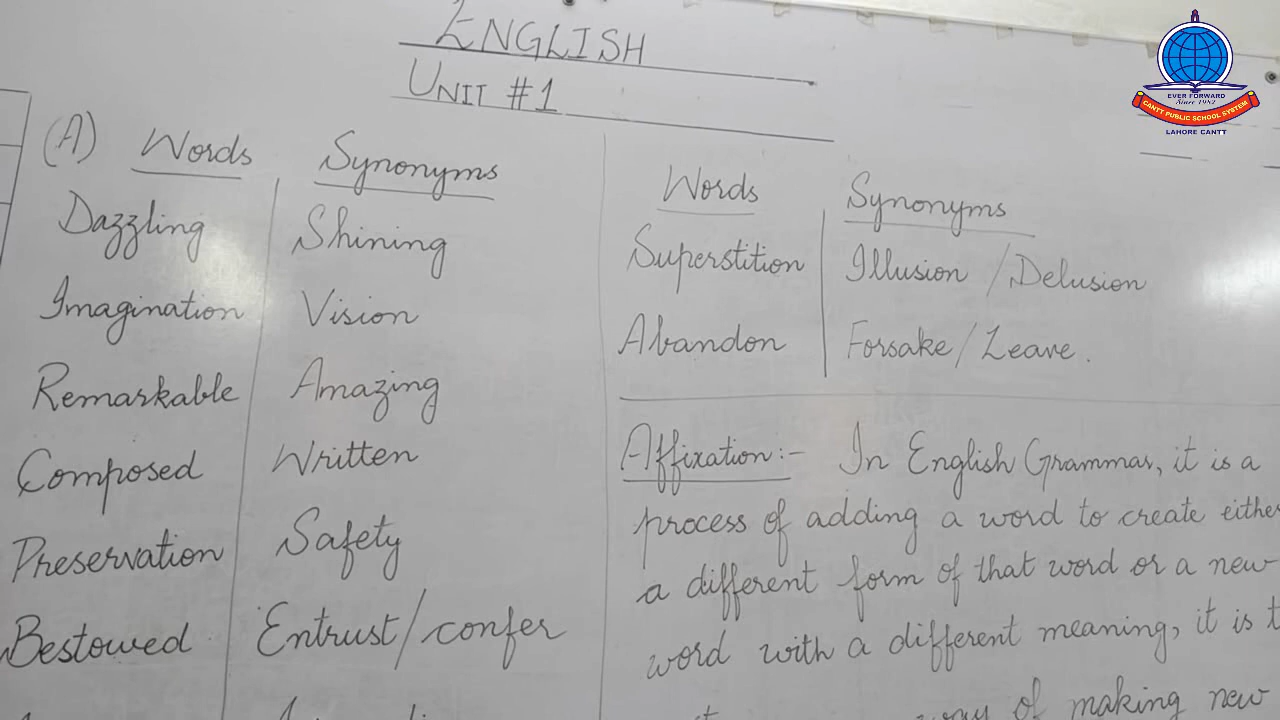 ENGLISH
UNIT #1
(A) Words Synonyms
Dazzling Shining
Imagination Vision
Remarkable Amazing
Composed Written
Preservation Safety
Bestowed Entrust/confer
Words Synonyms
Superstition Illusion / Delusion
Abandon Forsake/Leave.
Affixation:- In English Grammar, it is a
process of adding a word to create either
a different form of that word or a new
word with a different meaning, it is t
of making new
EVER FORWARD
Since 1982
CANTT PUBLIC SCHOOL SYSTEM
LAHORE CANTT